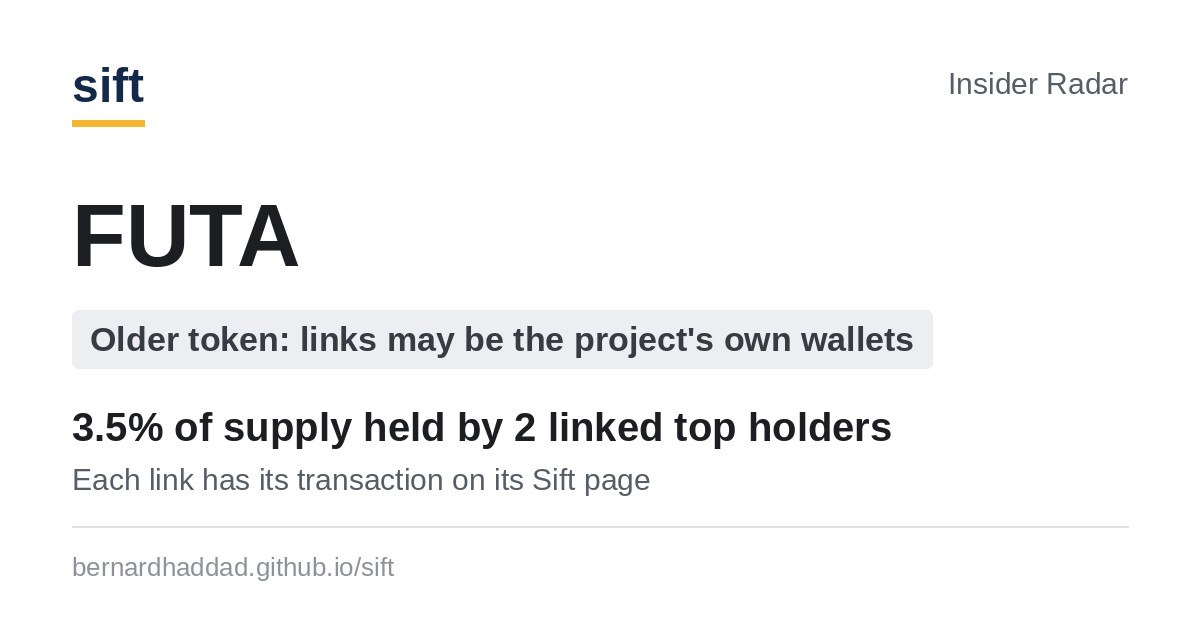 sift
Insider Radar
FUTA
Older token: links may be the project's own wallets
3.5% of supply held by 2 linked top holders
Each link has its transaction on its Sift page
bernardhaddad.github.io/sift